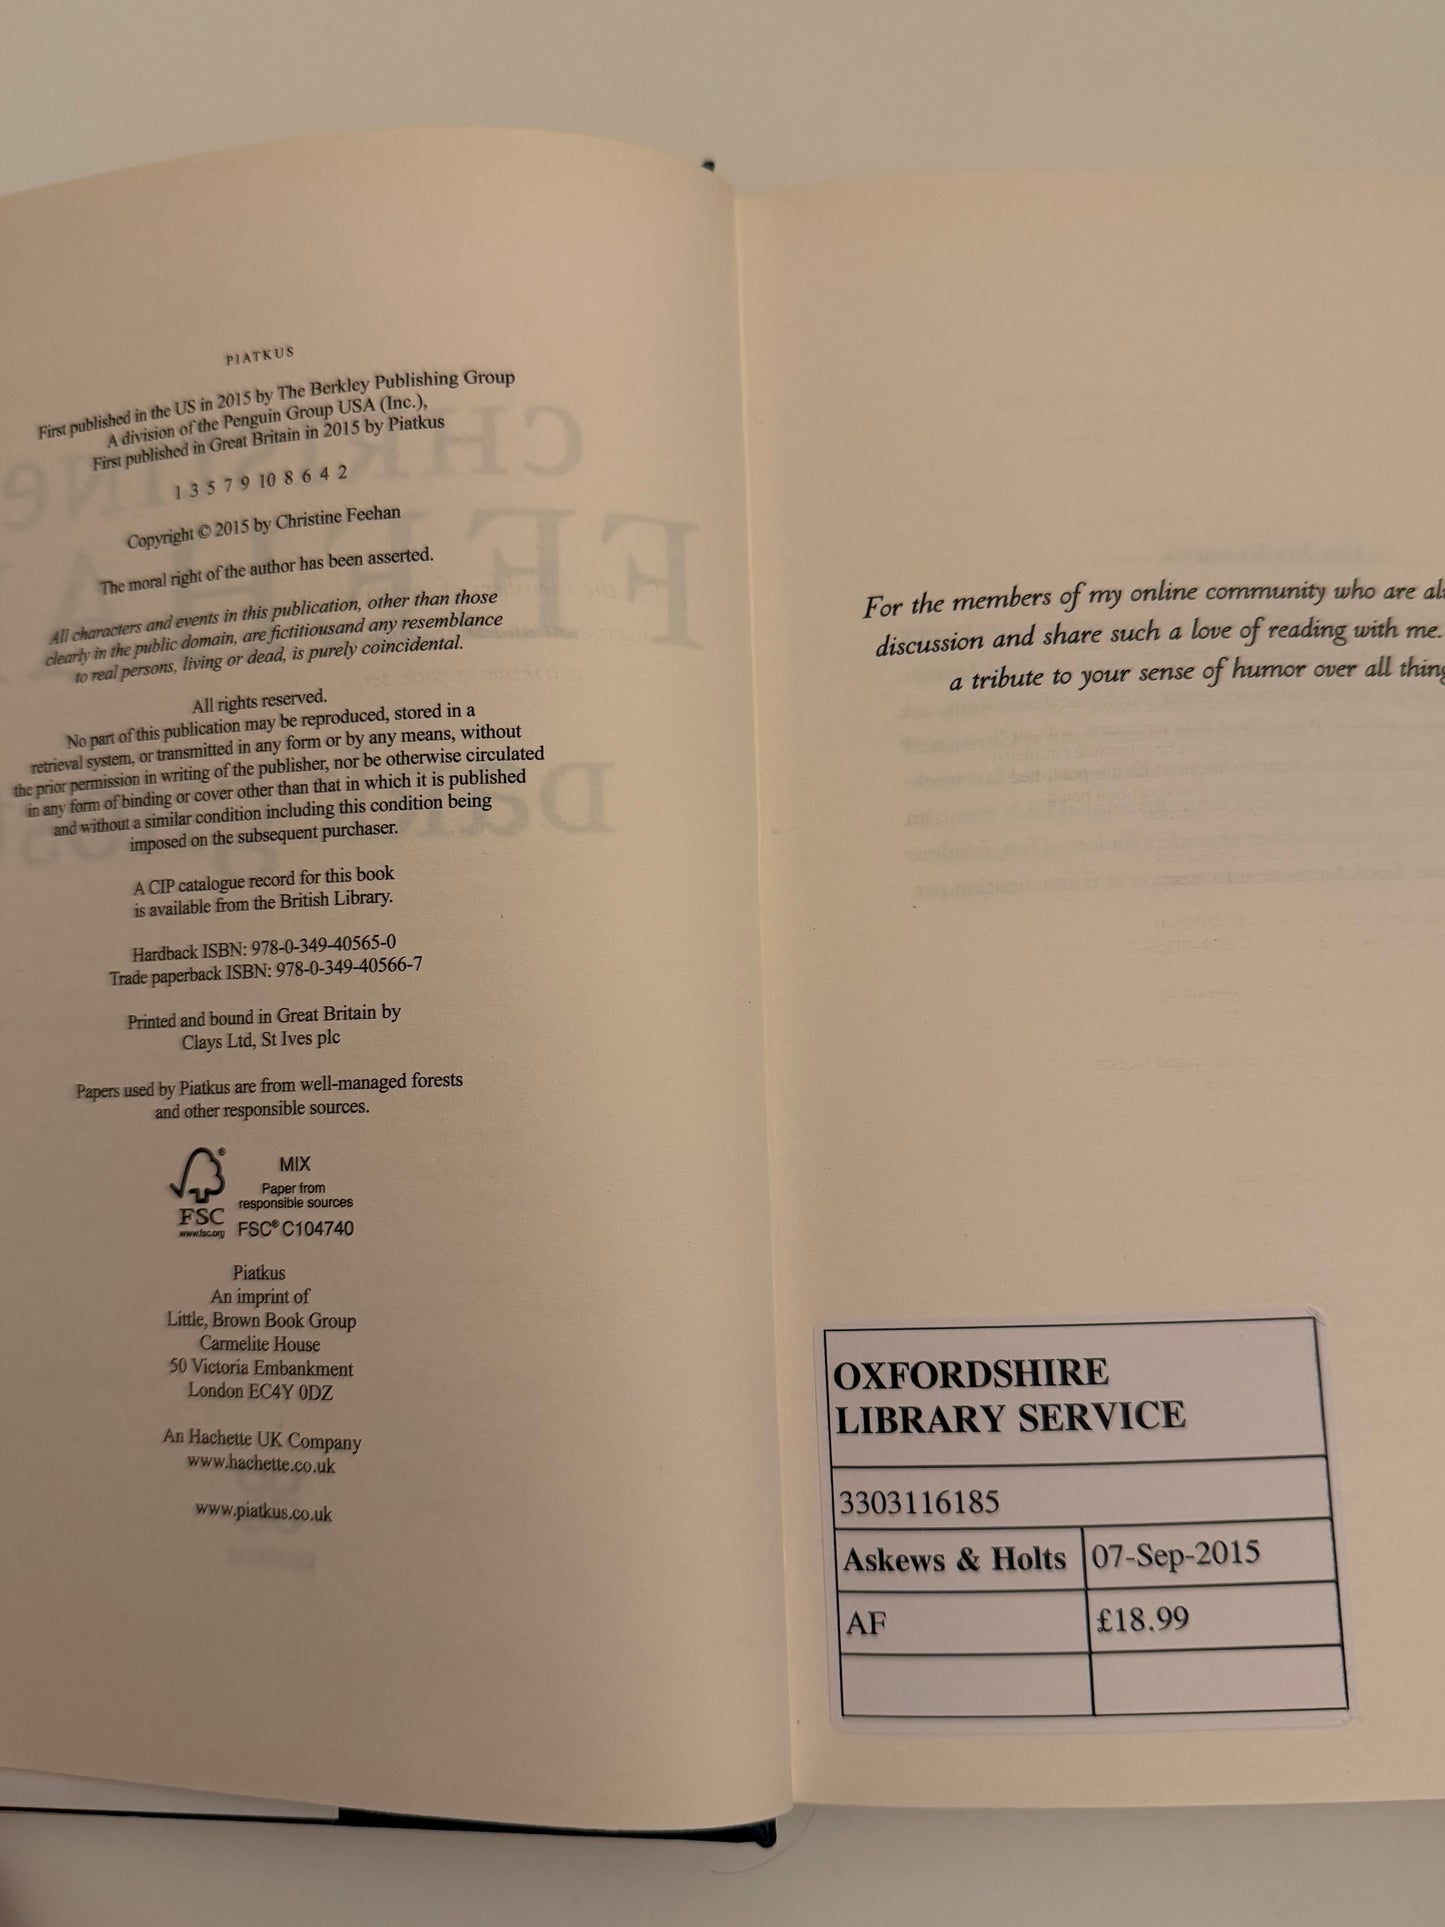 PIATKUS
First published in the US in 2015 by The Berkley Publishing Group
A division of the Penguin Group USA (Inc.),
First published in Great Britain in 2015 by Piatkus
1 3 5 7 9 10 8 6 4 2
Copyright © 2015 by Christine Feehan
The moral right of the author has been asserted.
All characters and events in this publication, other than those
clearly in the public domain, are fictitiousand any resemblance
to real persons, living or dead, is purely coincidental.
All rights reserved.
No part of this publication may be reproduced, stored in a
retrieval system, or transmitted in any form or by any means, without
the prior permission in writing of the publisher, nor be otherwise circulated
in any form of binding or cover other than that in which it is published
and without a similar condition including this condition being
imposed on the subsequent purchaser.
A CIP catalogue record for this book
is available from the British Library.
Hardback ISBN: 978-0-349-40565-0
Trade paperback ISBN: 978-0-349-40566-7
Printed and bound in Great Britain by
Clays Ltd, St Ives plc
Papers used by Piatkus are from well-managed forests
and other responsible sources.
MIX
Paper from
responsible sources
FSC® C104740
FSC
www.fsc.org
Piatkus
An imprint of
Little, Brown Book Group
Carmelite House
50 Victoria Embankment
London EC4Y 0DZ
An Hachette UK Company
www.hachette.co.uk
www.piatkus.co.uk
For the members of my online community who are
discussion and share such a love of reading with me.
a tribute to your sense of humor over all
OXFORDSHIRE
LIBRARY SERVICE
3303116185
Askews & Holts 07-Sep-2015
AF £18.99